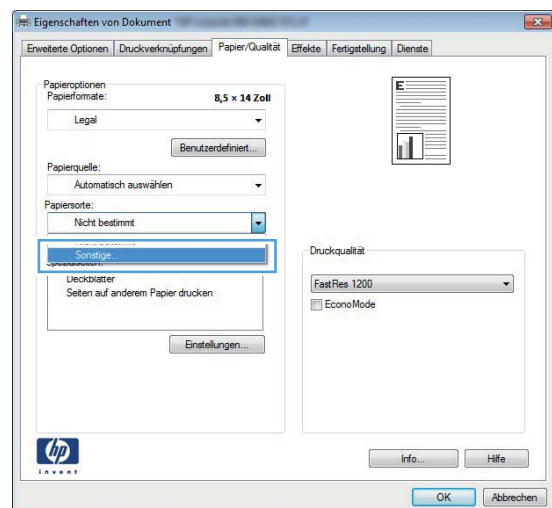 Eigenschaften von Dokument
Erweiterte Optionen Druckverknüpfungen Papier/Qualität Effekte Fertigstellung Dienste
Papieroptionen
Papierformate: 8,5 × 14 Zoll
Legal
Benutzerdefiniert...
Papierquelle:
Automatisch auswählen
Papiersorte:
Nicht bestimmt
Sonstige...
Deckblätter
Seiten auf anderem Papier drucken
Einstellungen...
E
Druckqualität
FastRes 1200
EconoMode
hp
invent
Info... Hilfe
OK Abbrechen